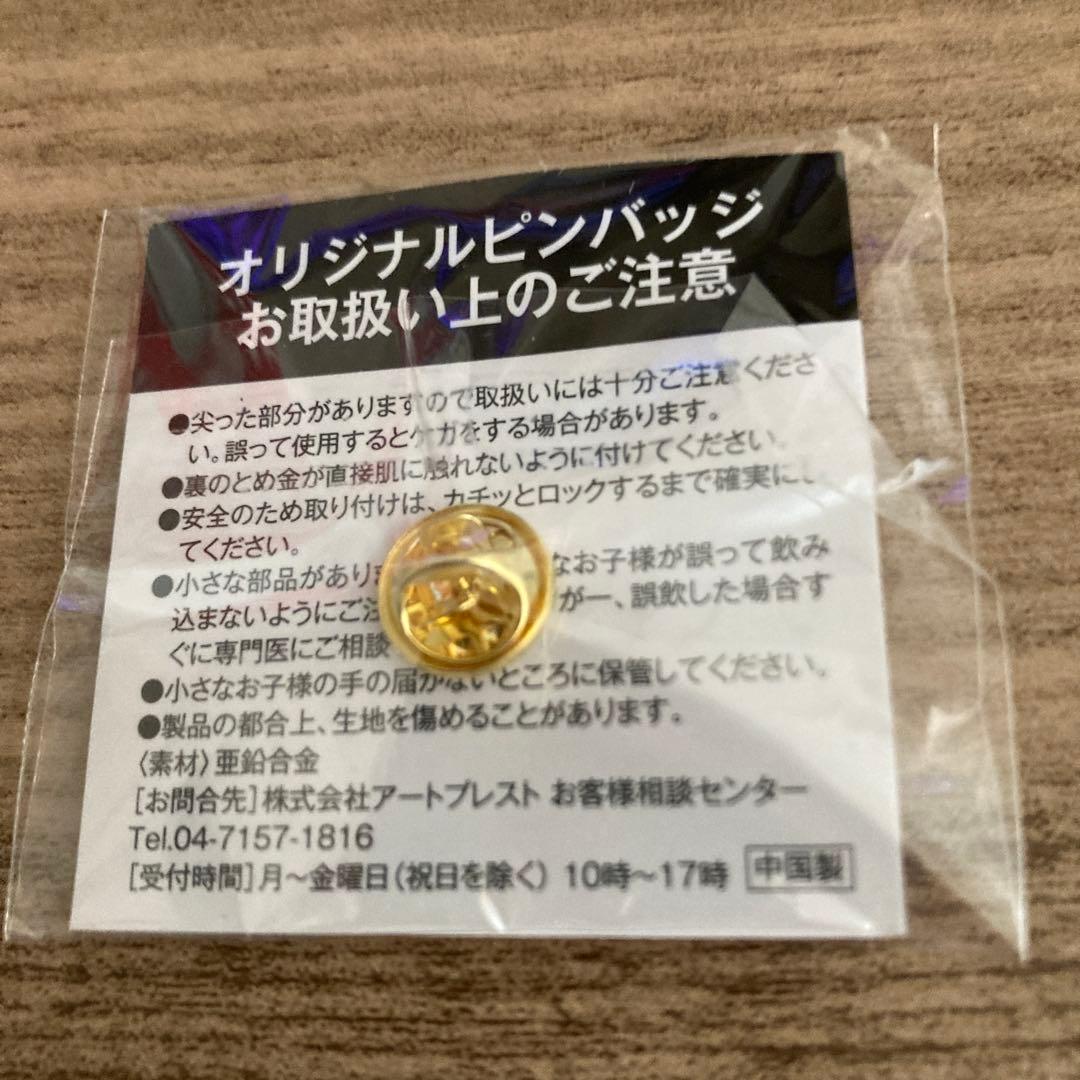 オリジナルピンバッジ
お取扱い上のご注意
●尖った部分がありますので取扱いには十分ご注意くださ
い。誤って使用するとケガをする場合があります。
●裏のとめ金が直接肌に触れないように付けてください。
●安全のため取り付けは、カチッとロックするまで確実にし
てください。
●小さな部品があり なお子様が誤って飲み
込まないようにご注 が一、誤飲した場合す
ぐに専門医にご相談
●小さなお子様の手の届かないところに保管してください。
●製品の都合上、生地を傷めることがあります。
〈素材〉亜鉛合金
[お問合先]株式会社アートプレスト お客様相談センター
Tel.04-7157-1816
[受付時間]月～金曜日(祝日を除く) 10時～17時 中国製